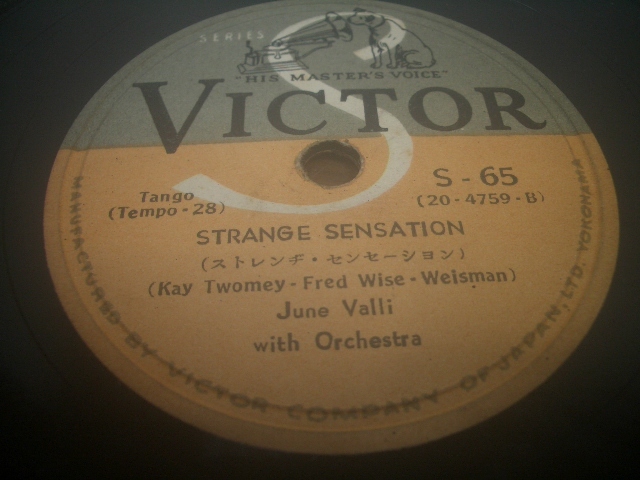 SERIES
S
"HIS MASTER'S VOICE"
VICTOR
Tango
(Tempo-28)
S-65
(20-4759-B)
STRANGE SENSATION
(ストレンヂ・センセーション)
(Kay Twomey-Fred Wise-Weisman)
June Valli
with Orchestra
MANUFACTURED BY VICTOR COMPANY OF JAPAN, LTD. YOKOHAMA